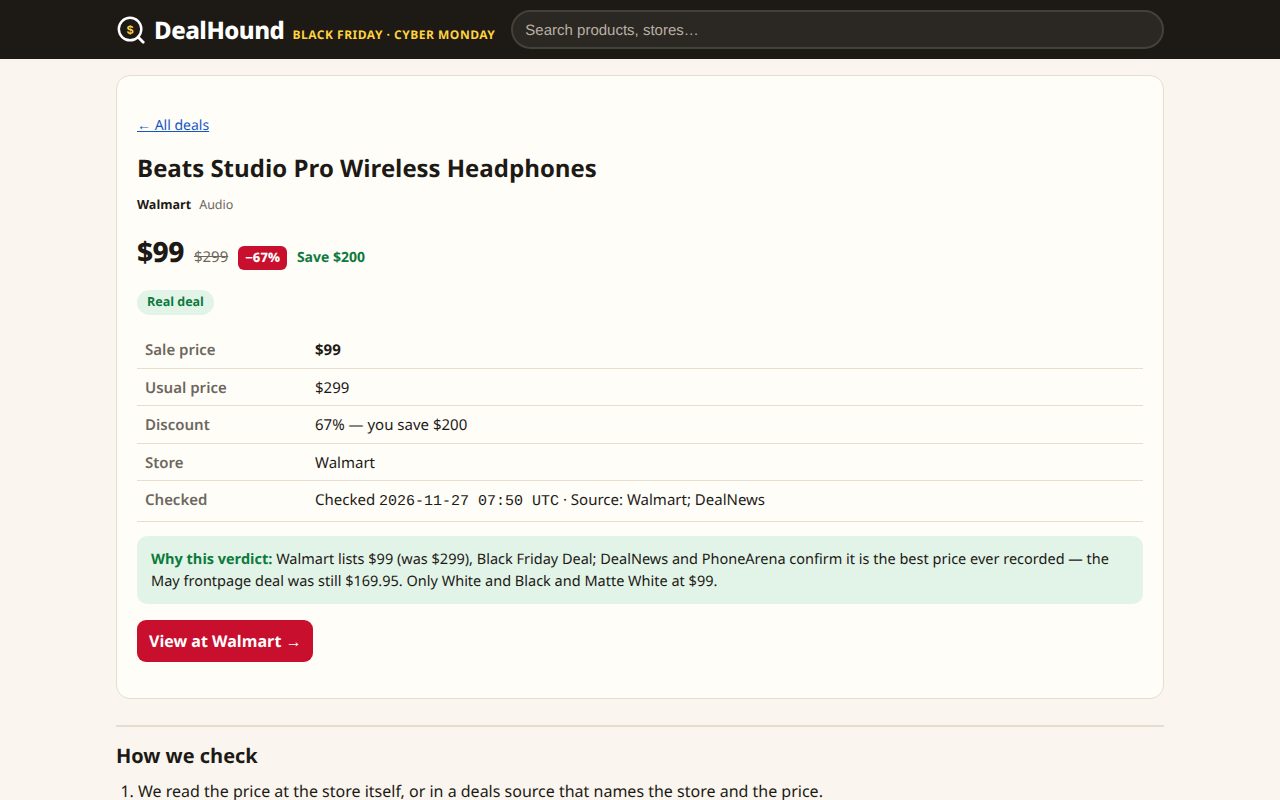 $ DealHound BLACK FRIDAY · CYBER MONDAY Search products, stores…
← All deals
Beats Studio Pro Wireless Headphones
Walmart Audio
$99 $299 −67% Save $200
Real deal
Sale price $99
Usual price $299
Discount 67% — you save $200
Store Walmart
Checked Checked 2026-11-27 07:50 UTC · Source: Walmart; DealNews
Why this verdict: Walmart lists $99 (was $299), Black Friday Deal; DealNews and PhoneArena confirm it is the best price ever recorded — the
May frontpage deal was still $169.95. Only White and Black and Matte White at $99.
View at Walmart →
How we check
1. We read the price at the store itself, or in a deals source that names the store and the price.